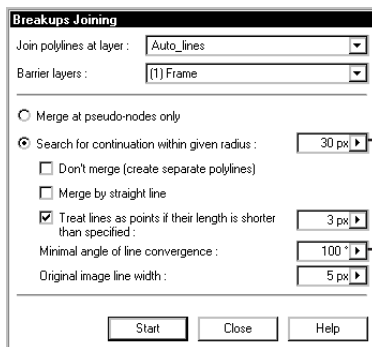 Breakups Joining
Join polylines at layer : Auto_lines
Barrier layers : (1) Frame
Merge at pseudo-nodes only
Search for continuation within given radius : 30 px
Don't merge (create separate polylines)
Merge by straight line
Treat lines as points if their length is shorter than specified : 3 px
Minimal angle of line convergence : 100 °
Original image line width : 5 px
Start Close Help